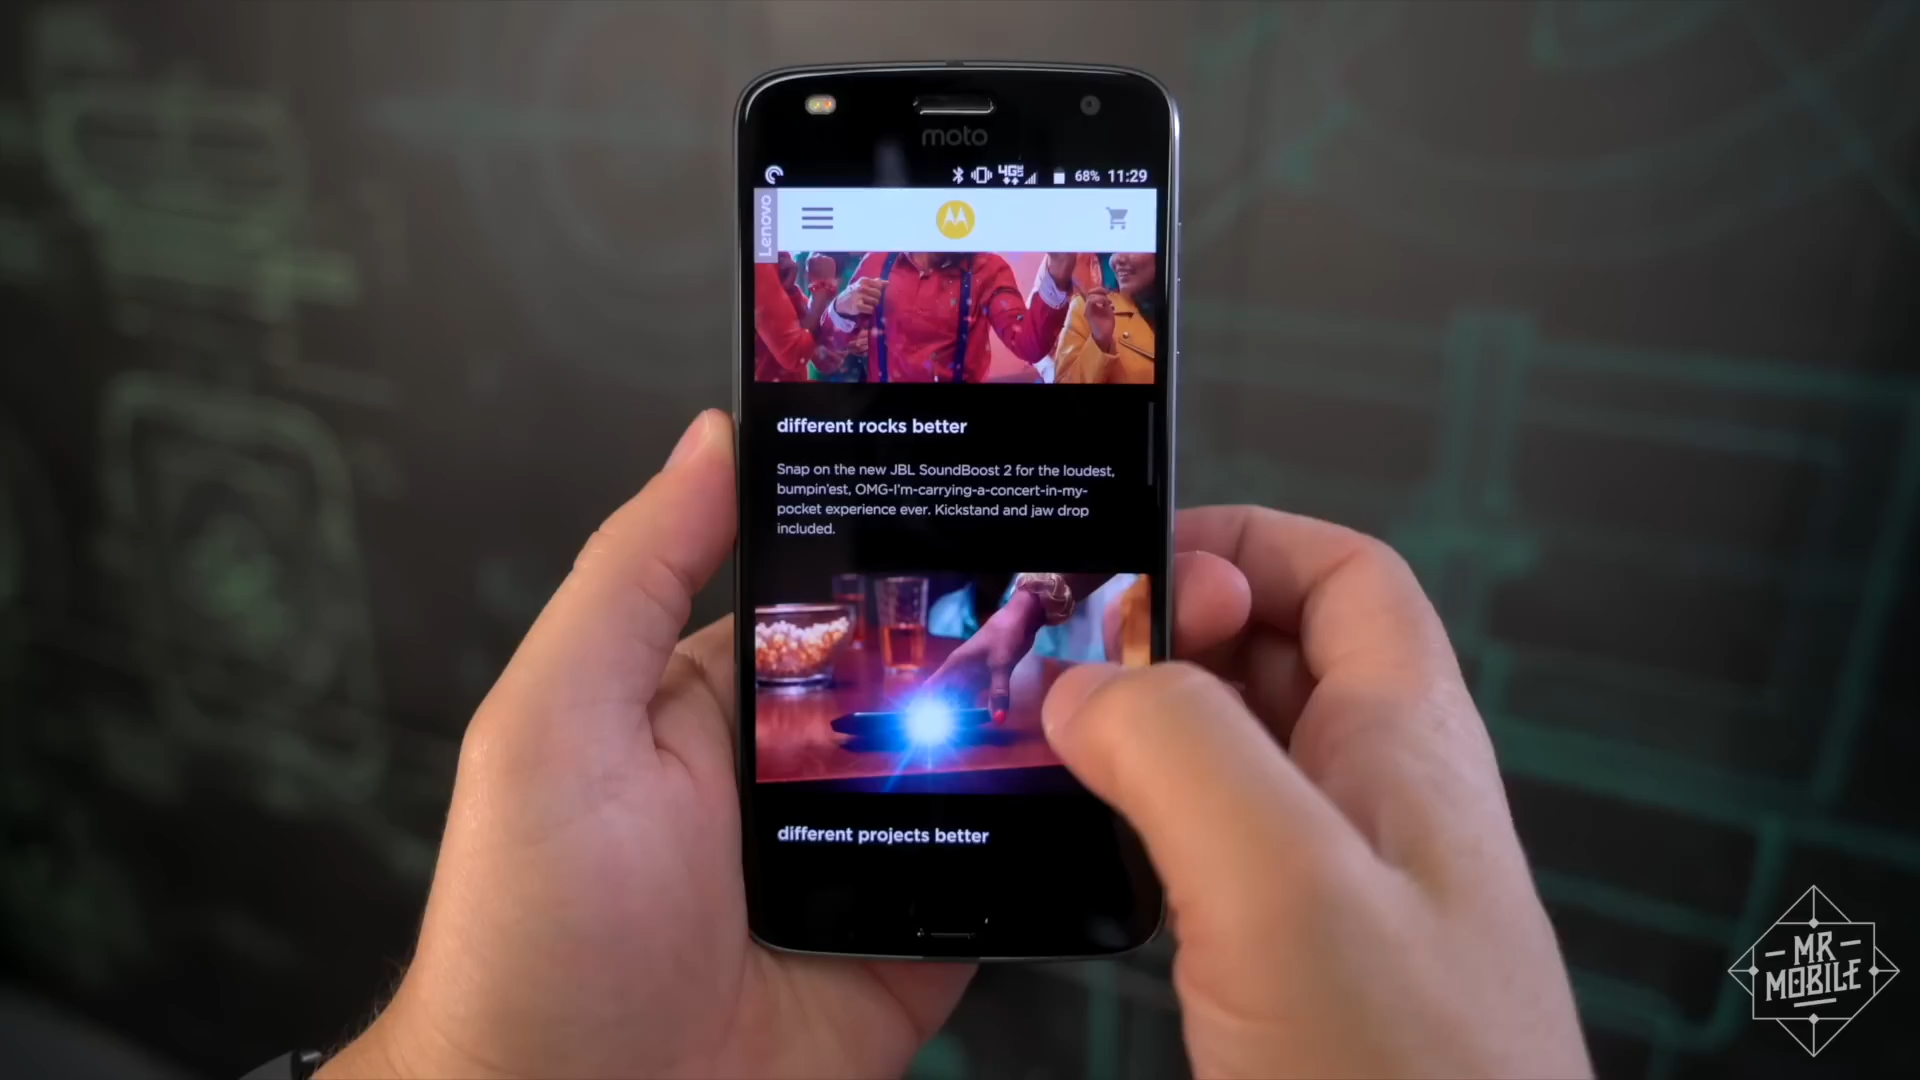 moto
4G 68% 11:29
Lenovo
different rocks better
Snap on the new JBL SoundBoost 2 for the loudest,
bumpin'est, OMG-I'm-carrying-a-concert-in-my-
pocket experience ever. Kickstand and jaw drop
included.
different projects better
MR
MOBILE